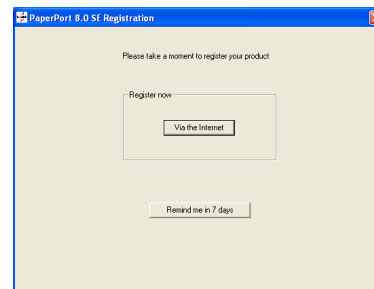 PaperPort 8.0 SE Registration
Please take a moment to register your product
Register now
Via the Internet
Remind me in 7 days